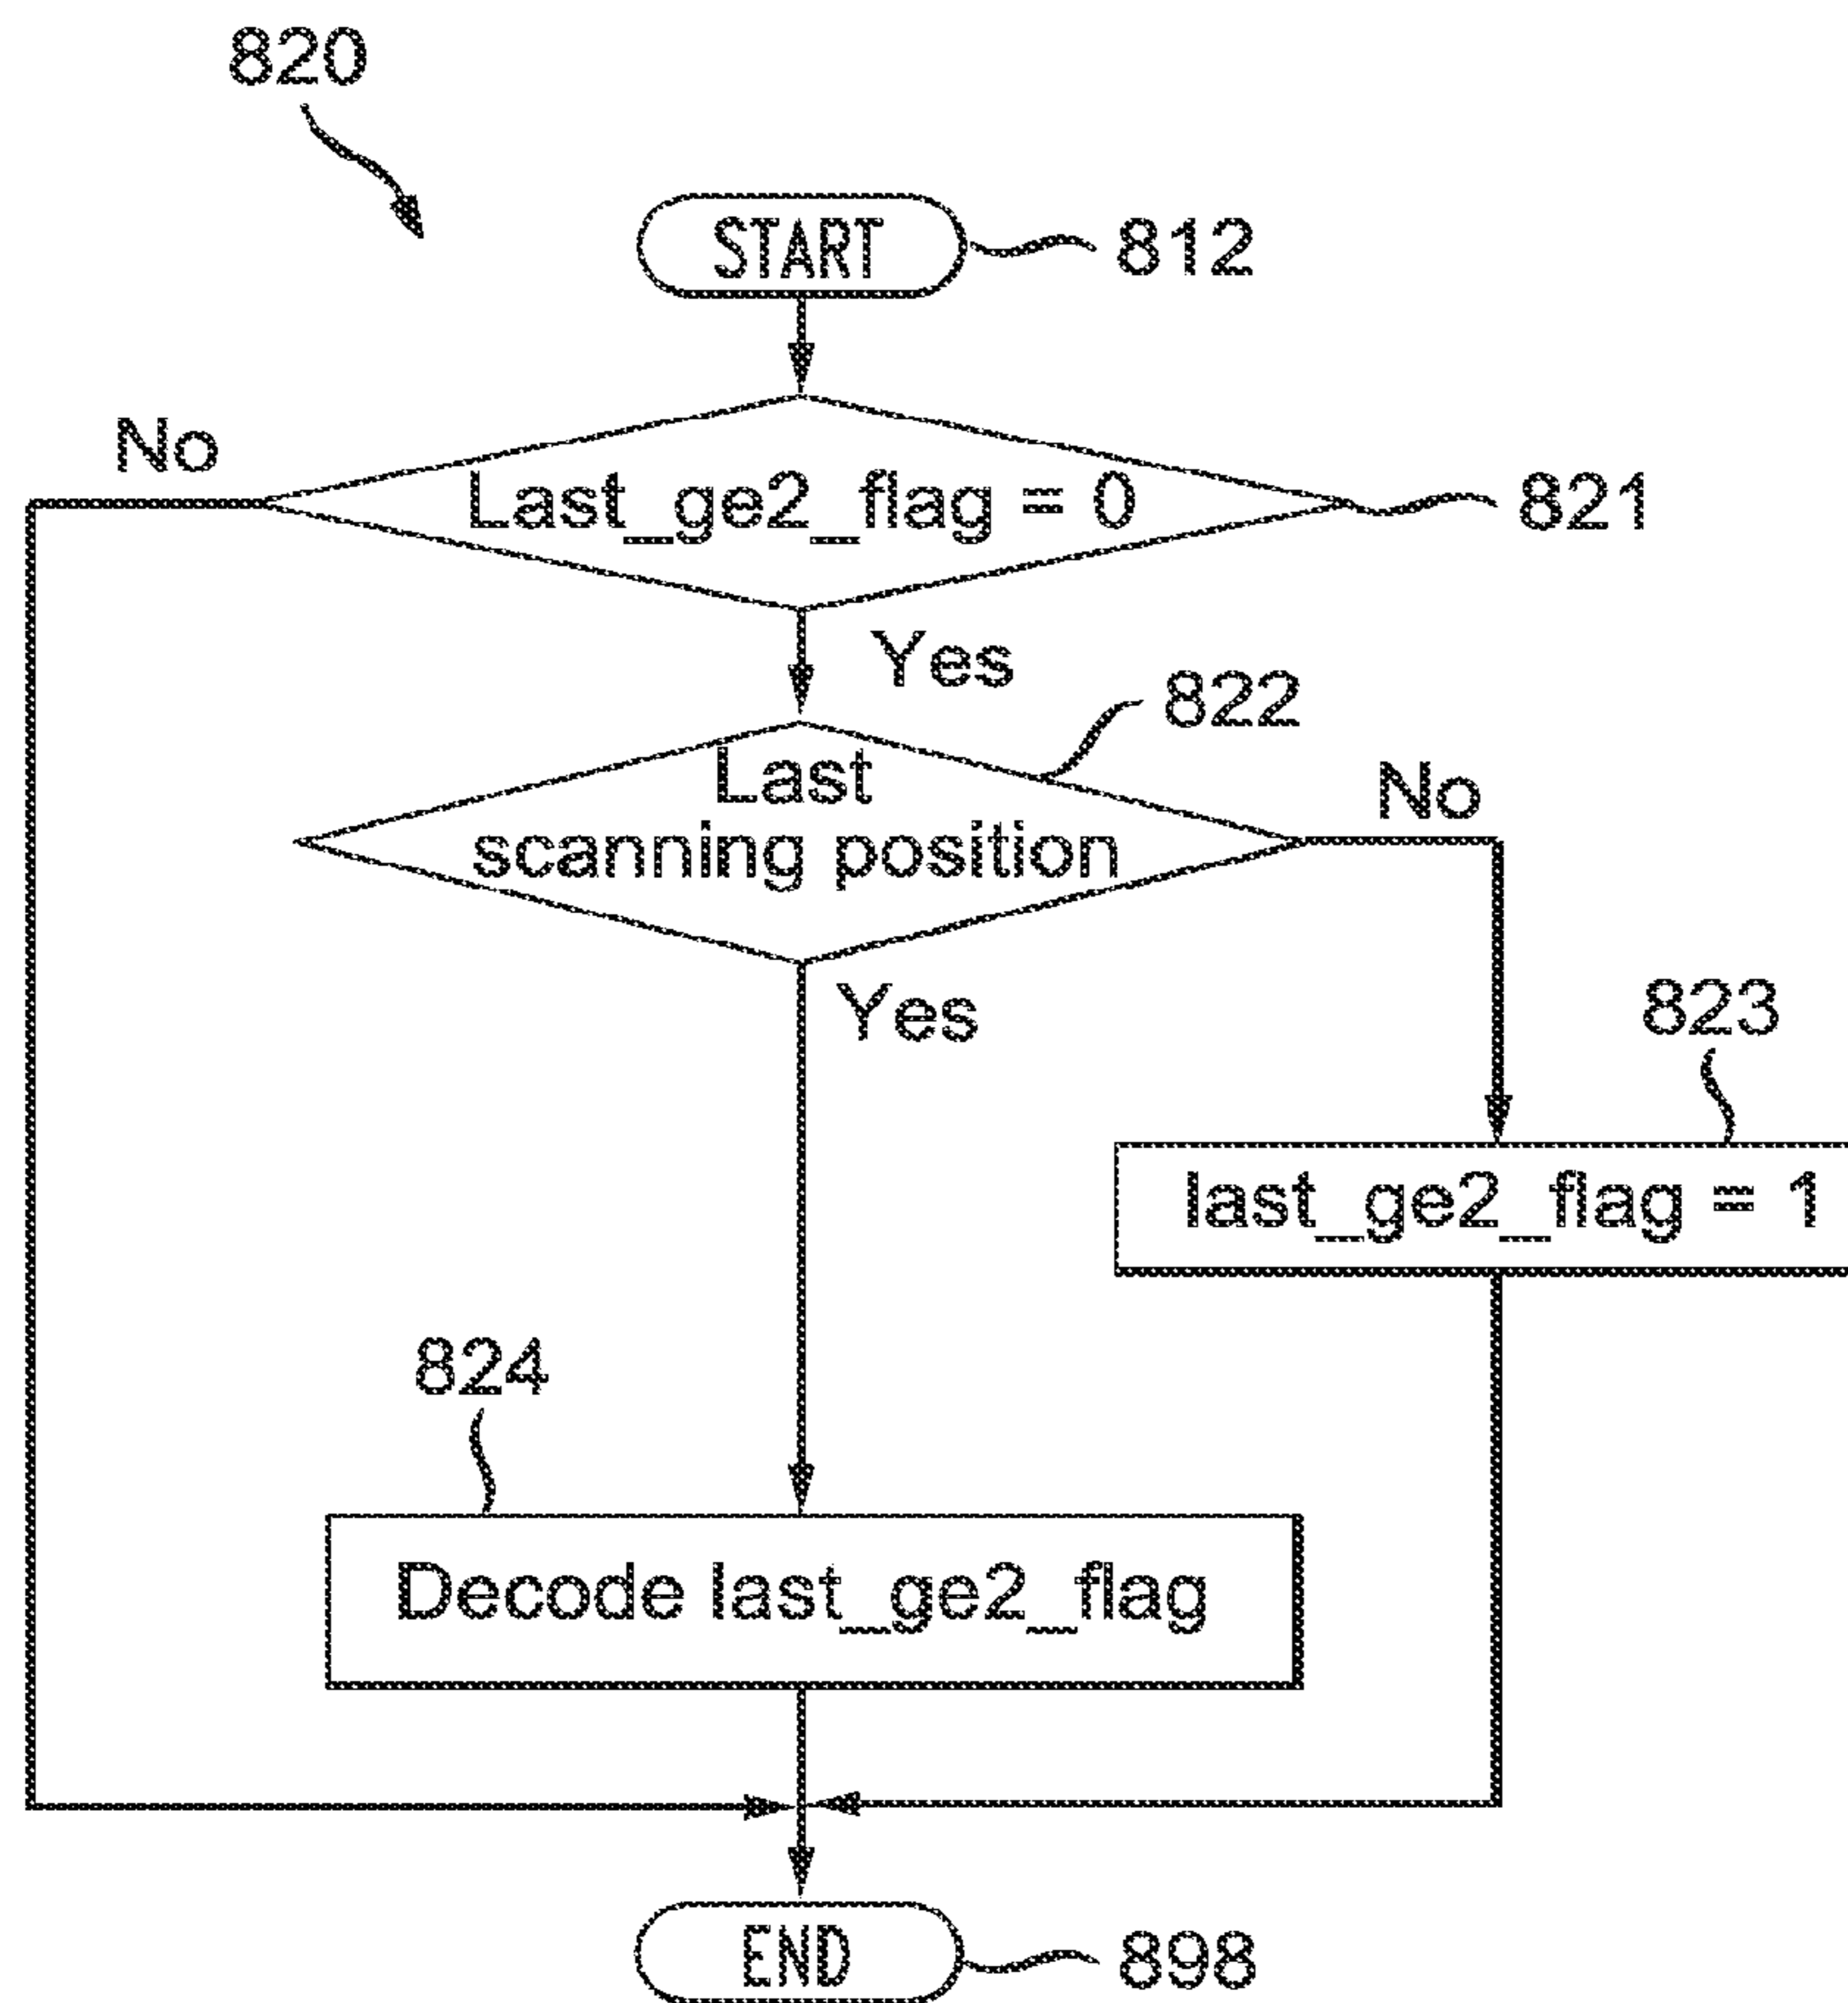 820
START
812
No
Last_ge2_flag = 0
821
Yes
822
Last
scanning position
No
Yes
823
last_ge2_flag = 1
824
Decode last_ge2_flag
END
898